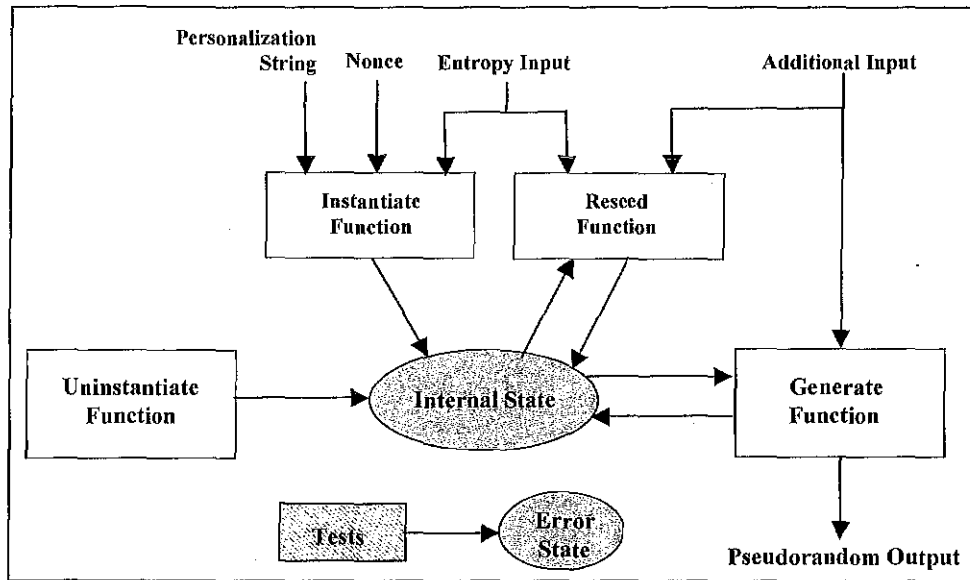 Personalization
String
Nonce
Entropy Input
Additional Input
Instantiate
Function
Reseed
Function
Uninstantiate
Function
Internal State
Generate
Function
Tests
Error
State
Pseudorandom Output